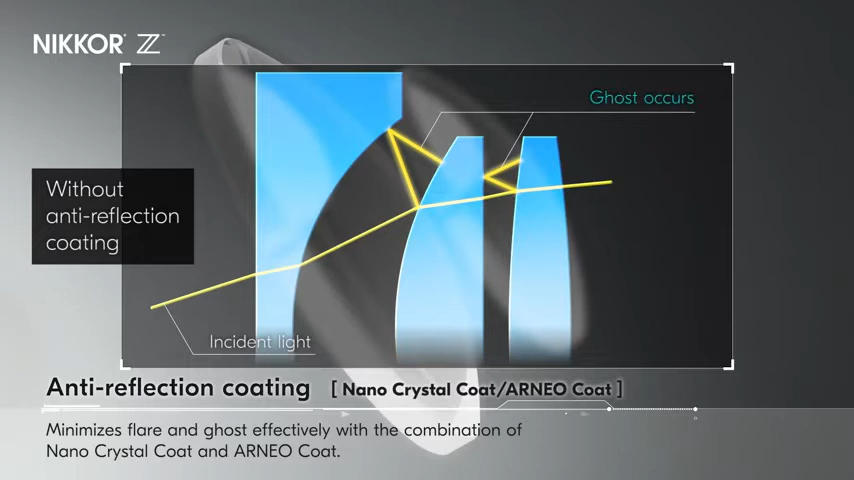 NIKKOR Z
Ghost occurs
Without
anti-reflection
coating
Incident light
Anti-reflection coating [ Nano Crystal Coat/ARNEO Coat ]
Minimizes flare and ghost effectively with the combination of
Nano Crystal Coat and ARNEO Coat.